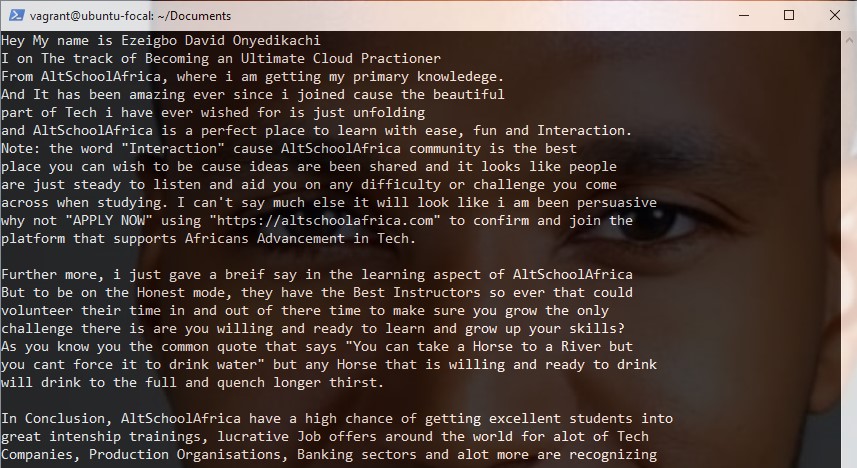 vagrant@ubuntu-focal: ~/Documents
Hey My name is Ezeigbo David Onyedikachi
I on The track of Becoming an Ultimate Cloud Practioner
From AltSchoolAfrica, where i am getting my primary knowledege.
And It has been amazing ever since i joined cause the beautiful
part of Tech i have ever wished for is just unfolding
and AltSchoolAfrica is a perfect place to learn with ease, fun and Interaction.
Note: the word "Interaction" cause AltSchoolAfrica community is the best
place you can wish to be cause ideas are been shared and it looks like people
are just steady to listen and aid you on any difficulty or challenge you come
across when studying. I can't say much else it will look like i am been persuasive
why not "APPLY NOW" using "https://altschoolafrica.com" to confirm and join the
platform that supports Africans Advancement in Tech.
Further more, i just gave a breif say in the learning aspect of AltSchoolAfrica
But to be on the Honest mode, they have the Best Instructors so ever that could
volunteer their time in and out of there time to make sure you grow the only
challenge there is are you willing and ready to learn and grow up your skills?
As you know you the common quote that says "You can take a Horse to a River but
you cant force it to drink water" but any Horse that is willing and ready to drink
will drink to the full and quench longer thirst.
In Conclusion, AltSchoolAfrica have a high chance of getting excellent students into
great intenship trainings, lucrative Job offers around the world for alot of Tech
Companies, Production Organisations, Banking sectors and alot more are recognizing